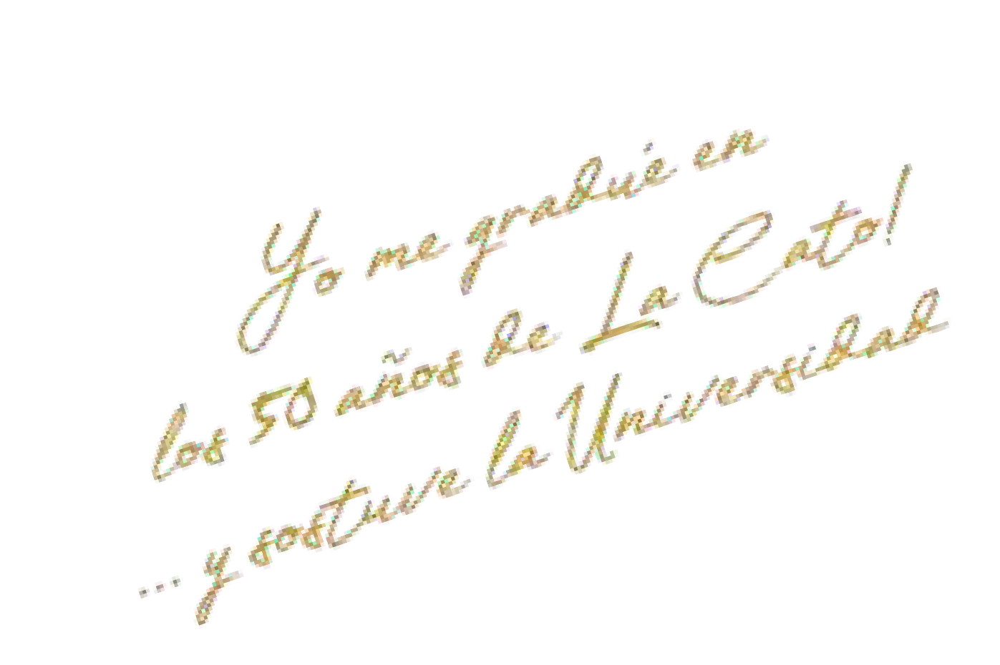 Yo me gradué en
los 50 años de La Cato!
...y sostuve la Universidad